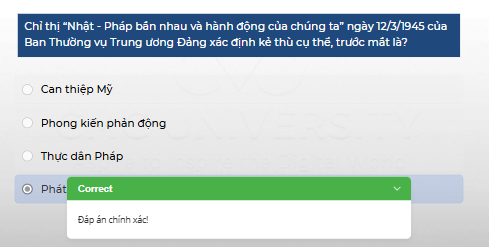 Chỉ thị “Nhật - Pháp bắn nhau và hành động của chúng ta” ngày 12/3/1945 của
Ban Thường vụ Trung ương Đảng xác định kẻ thù cụ thể, trước mắt là?
Can thiệp Mỹ
Phong kiến phản động
Thực dân Pháp
Phát
Correct
Đáp án chính xác!